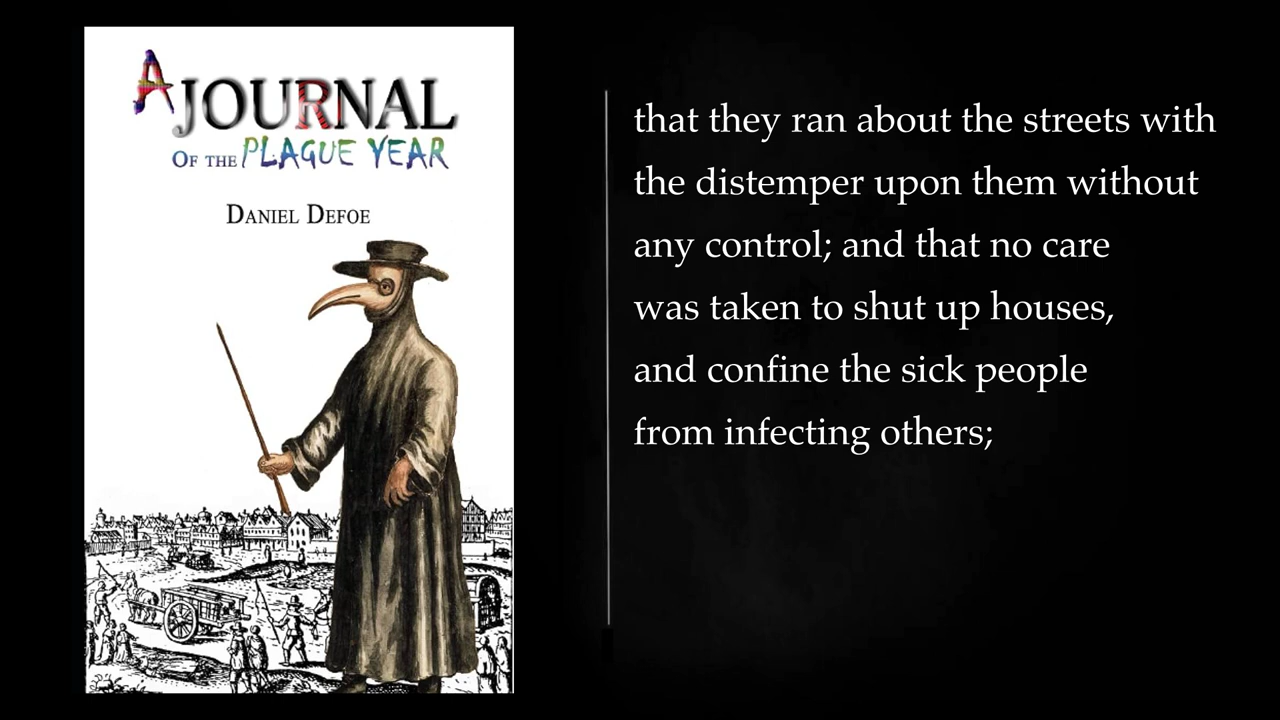 A JOURNAL
OF THE PLAGUE YEAR
DANIEL DEFOE
that they ran about the streets with
the distemper upon them without
any control; and that no care
was taken to shut up houses,
and confine the sick people
from infecting others;